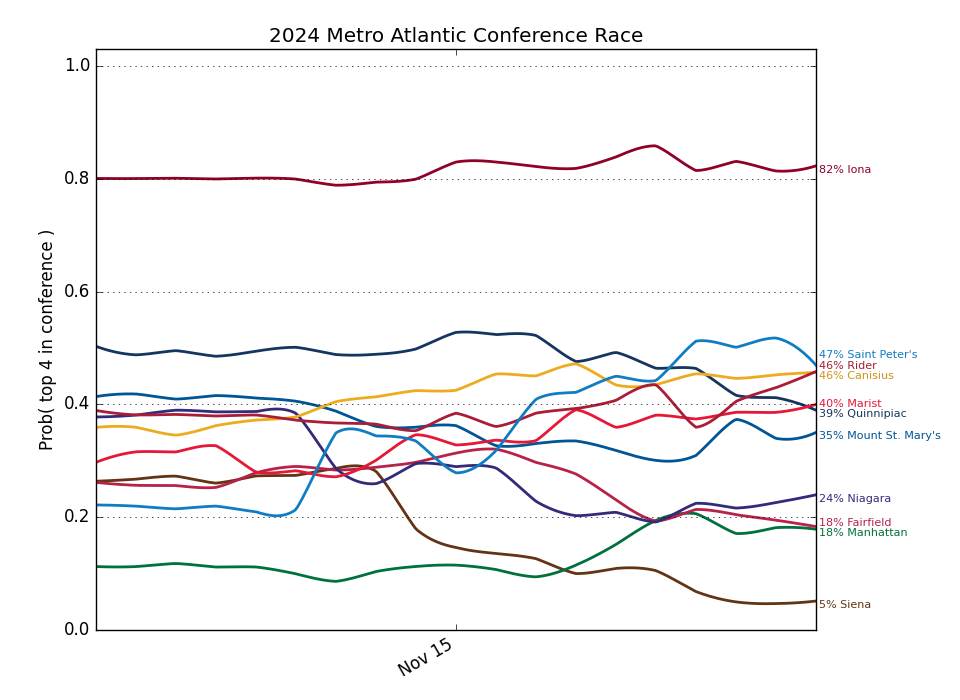 2024 Metro Atlantic Conference Race
Prob( top 4 in conference )
1.0
0.8
0.6
0.4
0.2
0.0
Nov 15
82% Iona
47% Saint Peter's
46% Rider
46% Canisius
40% Marist
39% Quinnipiac
35% Mount St. Mary's
24% Niagara
18% Fairfield
18% Manhattan
5% Siena